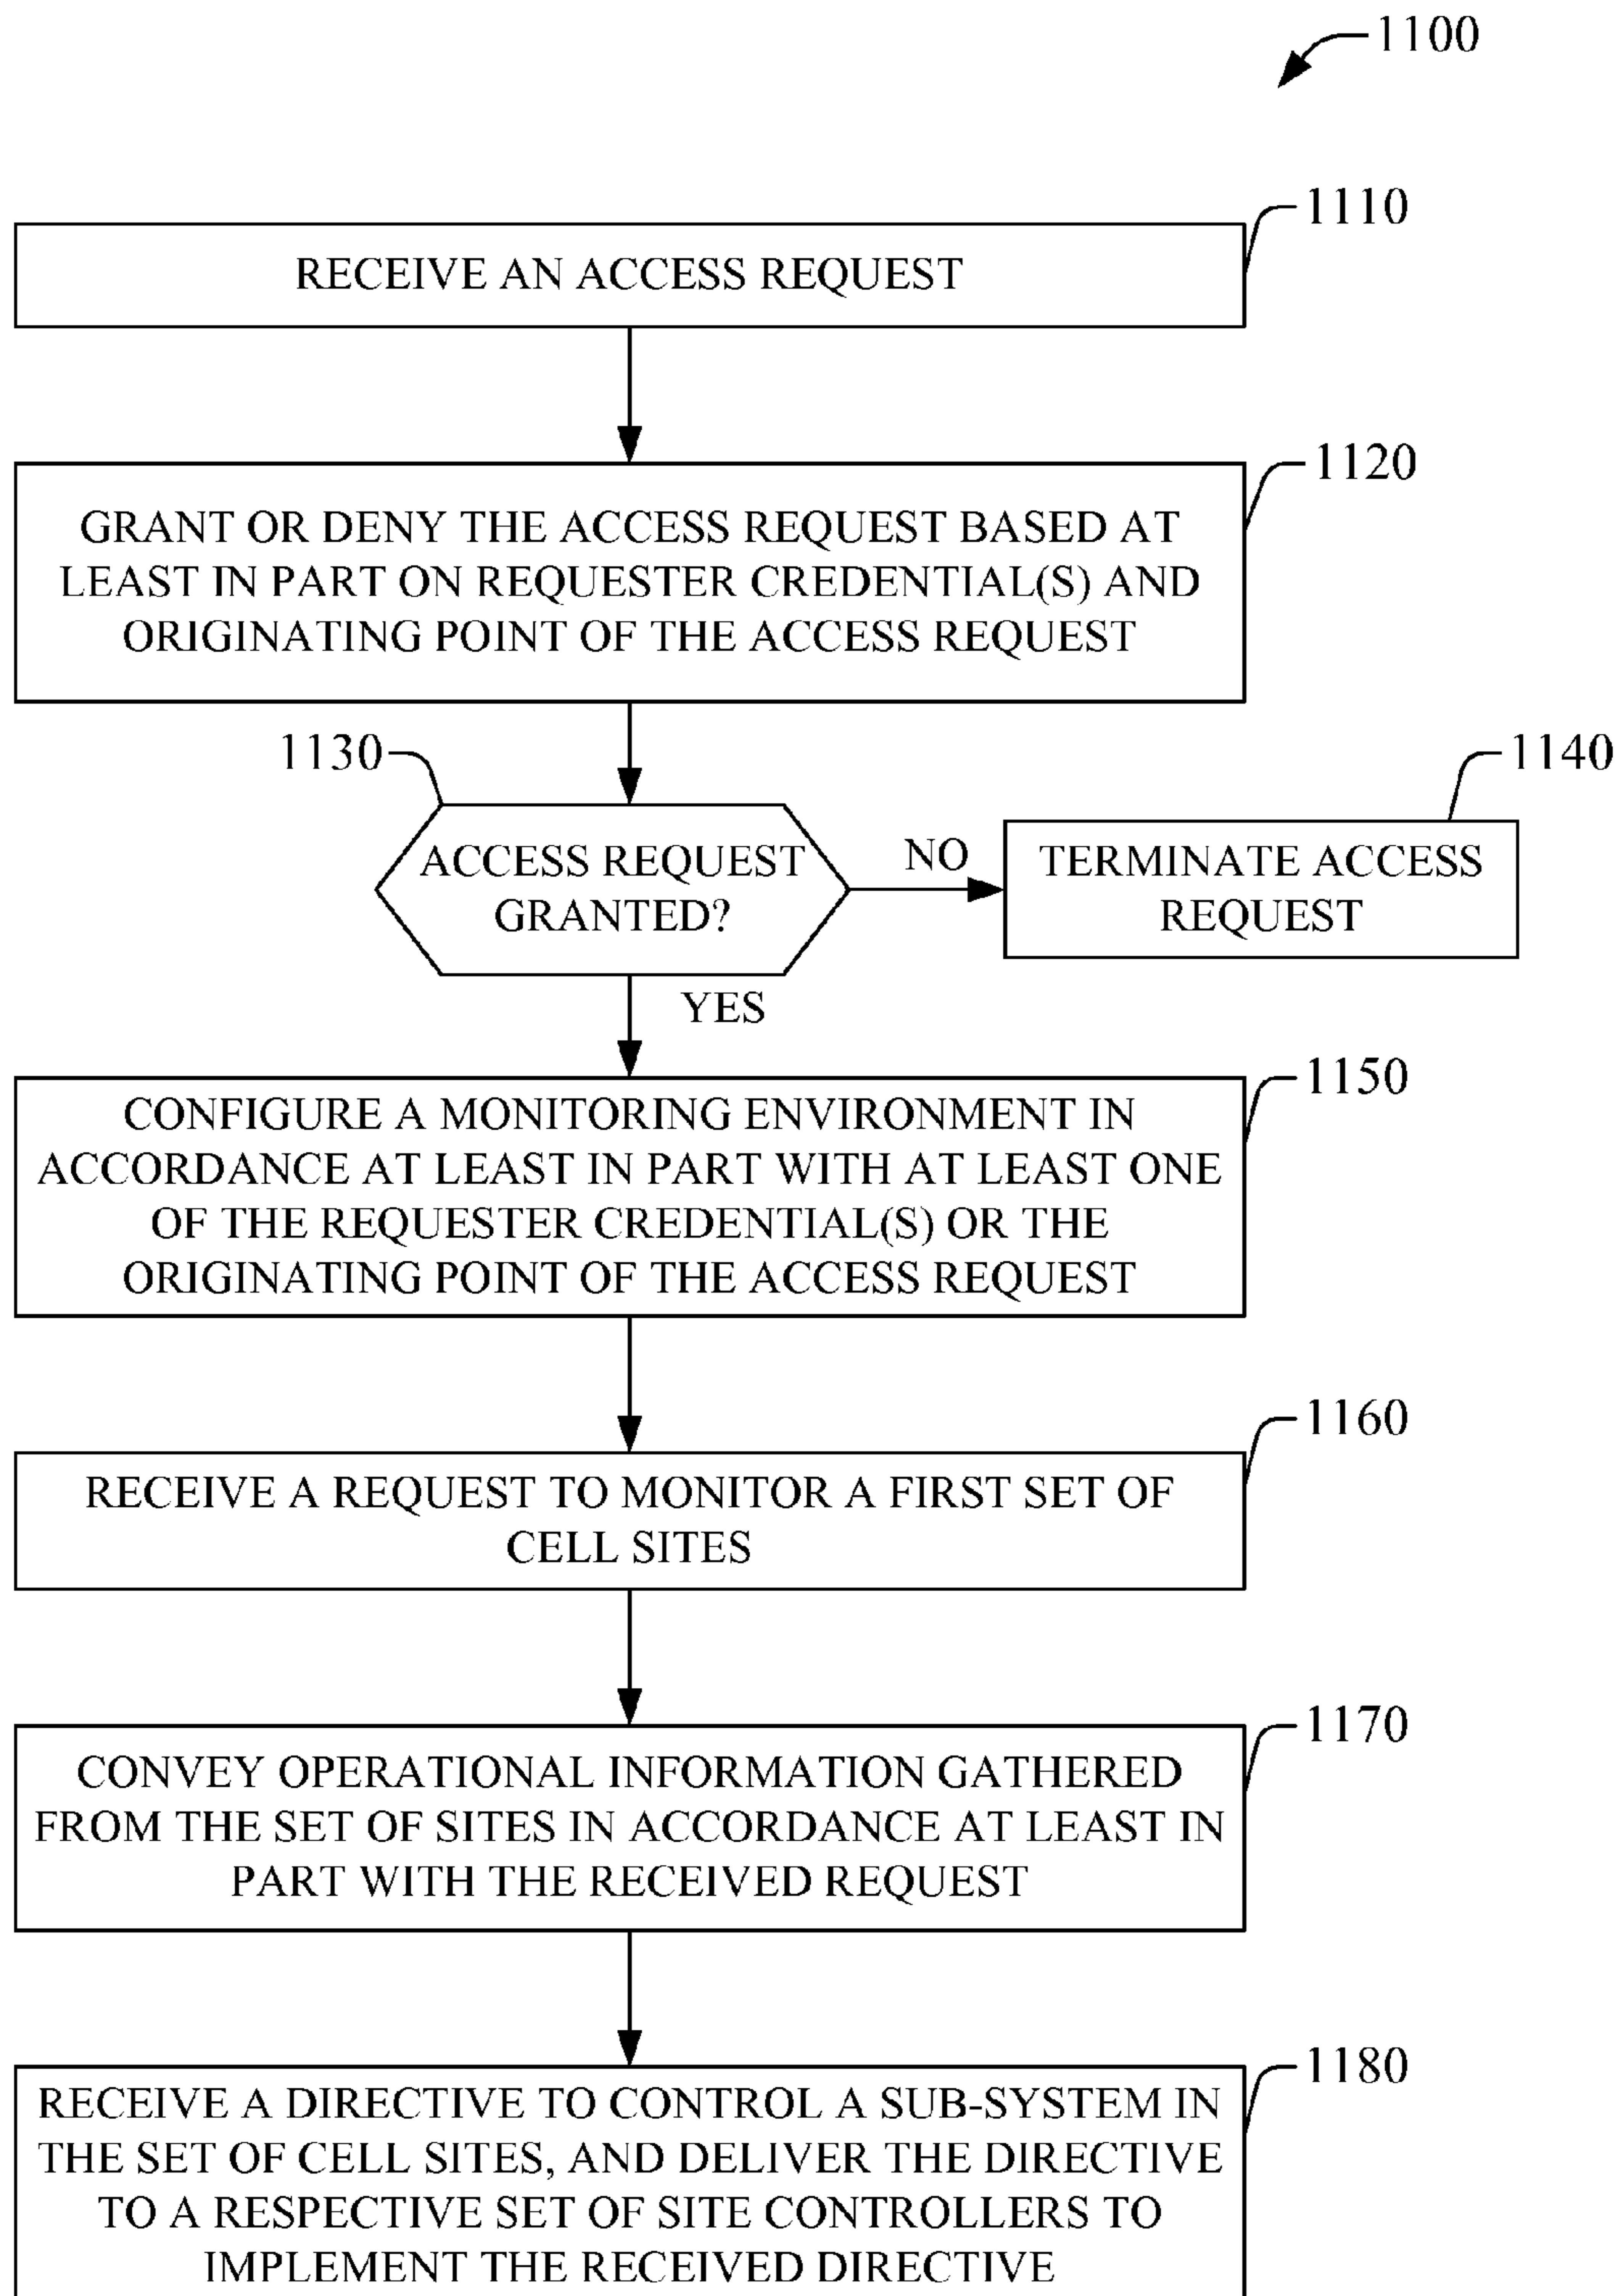 1100
1110
RECEIVE AN ACCESS REQUEST
1120
GRANT OR DENY THE ACCESS REQUEST BASED AT
LEAST IN PART ON REQUESTER CREDENTIAL(S) AND
ORIGINATING POINT OF THE ACCESS REQUEST
1130
1140
ACCESS REQUEST
GRANTED?
NO
TERMINATE ACCESS
REQUEST
YES
1150
CONFIGURE A MONITORING ENVIRONMENT IN
ACCORDANCE AT LEAST IN PART WITH AT LEAST ONE
OF THE REQUESTER CREDENTIAL(S) OR THE
ORIGINATING POINT OF THE ACCESS REQUEST
1160
RECEIVE A REQUEST TO MONITOR A FIRST SET OF
CELL SITES
1170
CONVEY OPERATIONAL INFORMATION GATHERED
FROM THE SET OF SITES IN ACCORDANCE AT LEAST IN
PART WITH THE RECEIVED REQUEST
1180
RECEIVE A DIRECTIVE TO CONTROL A SUB-SYSTEM IN
THE SET OF CELL SITES, AND DELIVER THE DIRECTIVE
TO A RESPECTIVE SET OF SITE CONTROLLERS TO
IMPLEMENT THE RECEIVED DIRECTIVE